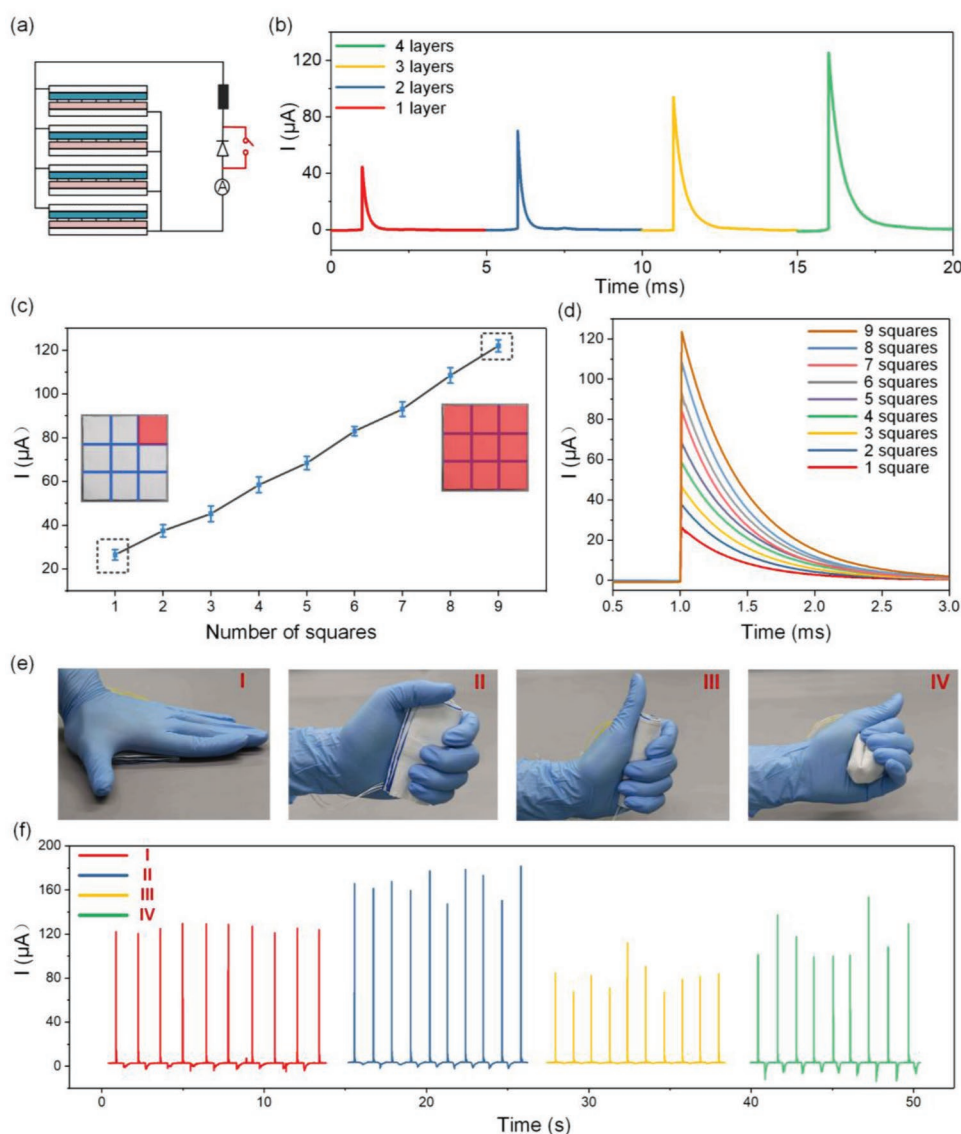 (a)
A
(b)
I (µA)
120
80
40
0
4 layers
3 layers
2 layers
1 layer
0
5
10
15
20
Time (ms)
(c)
I (µA)
120
100
80
60
40
20
1
2
3
4
5
6
7
8
9
Number of squares
(d)
I (µA)
120
100
80
60
40
20
0
9 squares
8 squares
7 squares
6 squares
5 squares
4 squares
3 squares
2 squares
1 square
0.5
1.0
1.5
2.0
2.5
3.0
Time (ms)
(e)
I
II
III
IV
(f)
I (µA)
200
160
120
80
40
0
I
II
III
IV
0
10
20
30
40
50
Time (s)